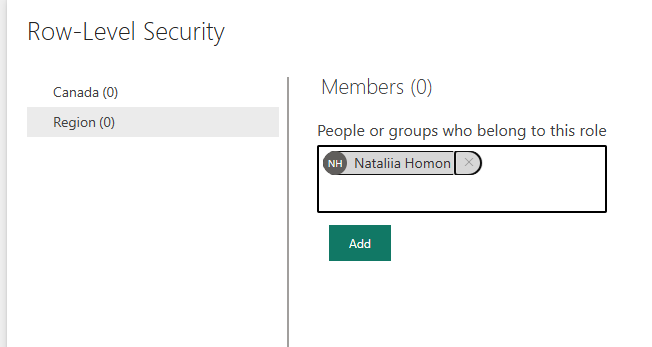 Row-Level Security
Canada (0)
Region (0)
Members (0)
People or groups who belong to this role
NH Nataliia Homon
Add